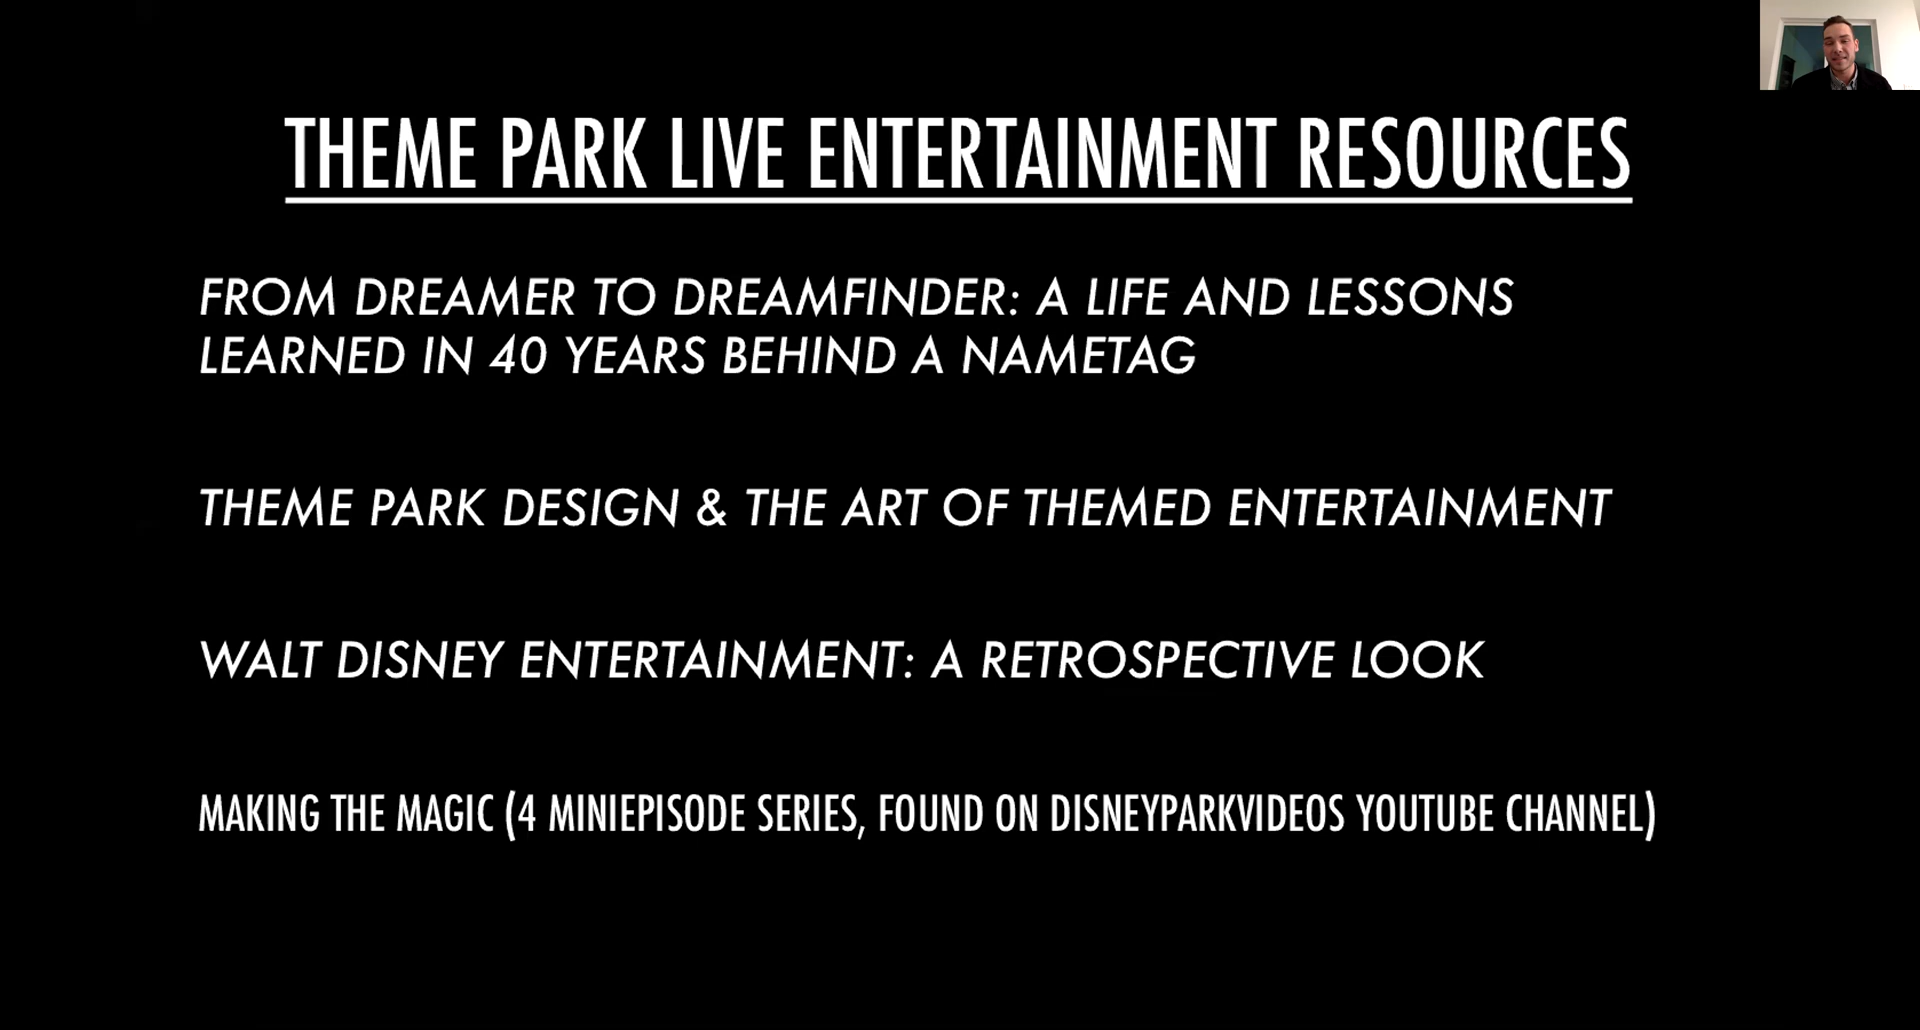 THEME PARK LIVE ENTERTAINMENT RESOURCES
FROM DREAMER TO DREAMFINDER: A LIFE AND LESSONS
LEARNED IN 40 YEARS BEHIND A NAMETAG
THEME PARK DESIGN & THE ART OF THEMED ENTERTAINMENT
WALT DISNEY ENTERTAINMENT: A RETROSPECTIVE LOOK
MAKING THE MAGIC (4 MINIEPISODE SERIES, FOUND ON DISNEYPARKVIDEOS YOUTUBE CHANNEL)